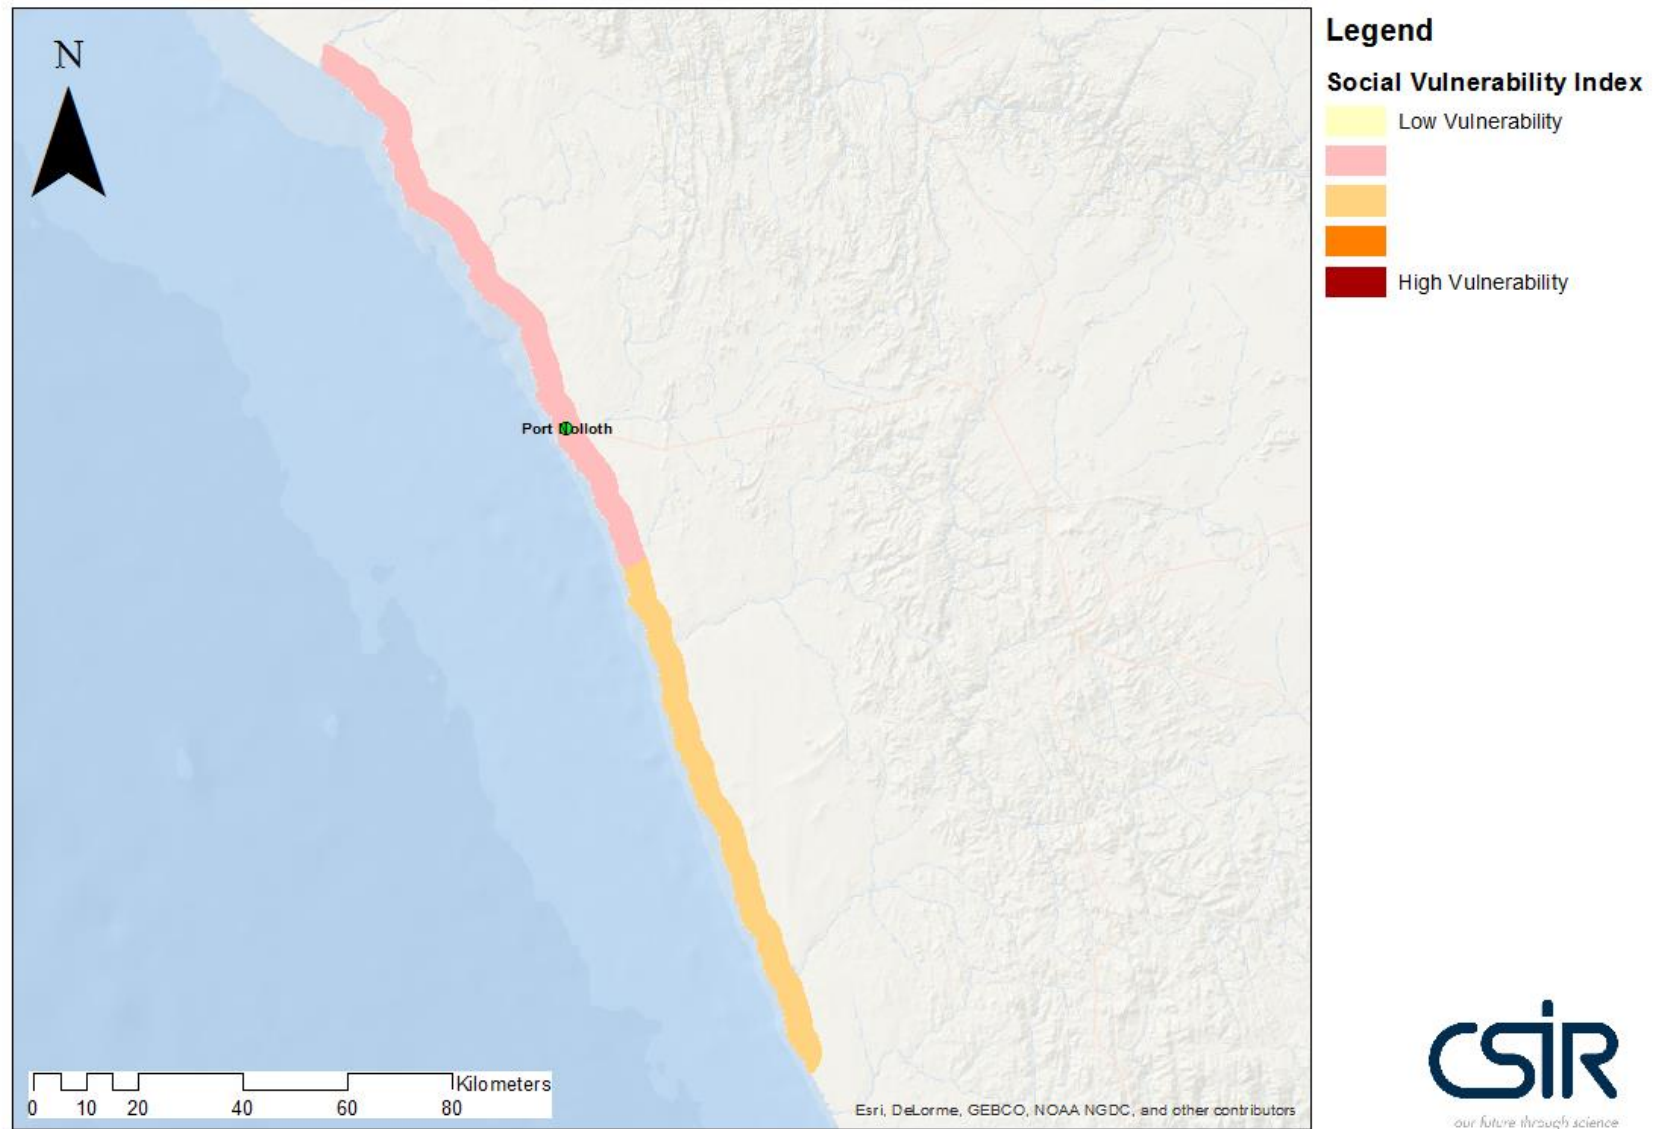 N
Port Nolloth
Kilometers
0 10 20 40 60 80
Esri, DeLorme, GEBCO, NOAA NGDC, and other contributors
Legend
Social Vulnerability Index
Low Vulnerability
High Vulnerability
CSIR
our future through science